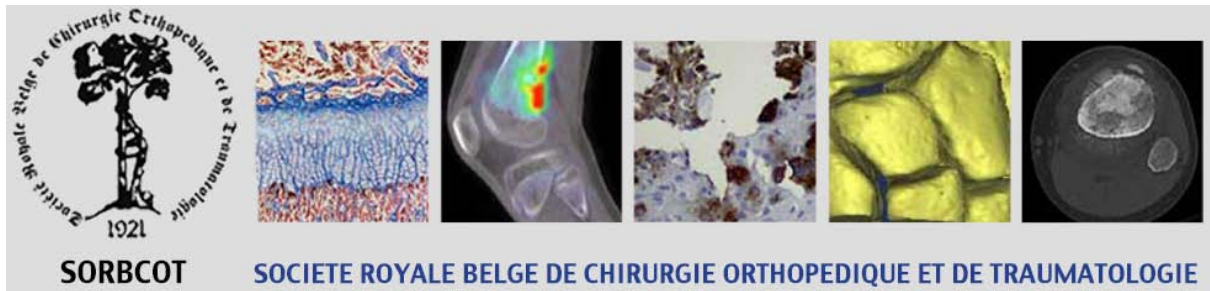 Société Royale Belge de Chirurgie Orthopedique et de Traumatologie
1921
SORBCOT
SOCIETE ROYALE BELGE DE CHIRURGIE ORTHOPEDIQUE ET DE TRAUMATOLOGIE